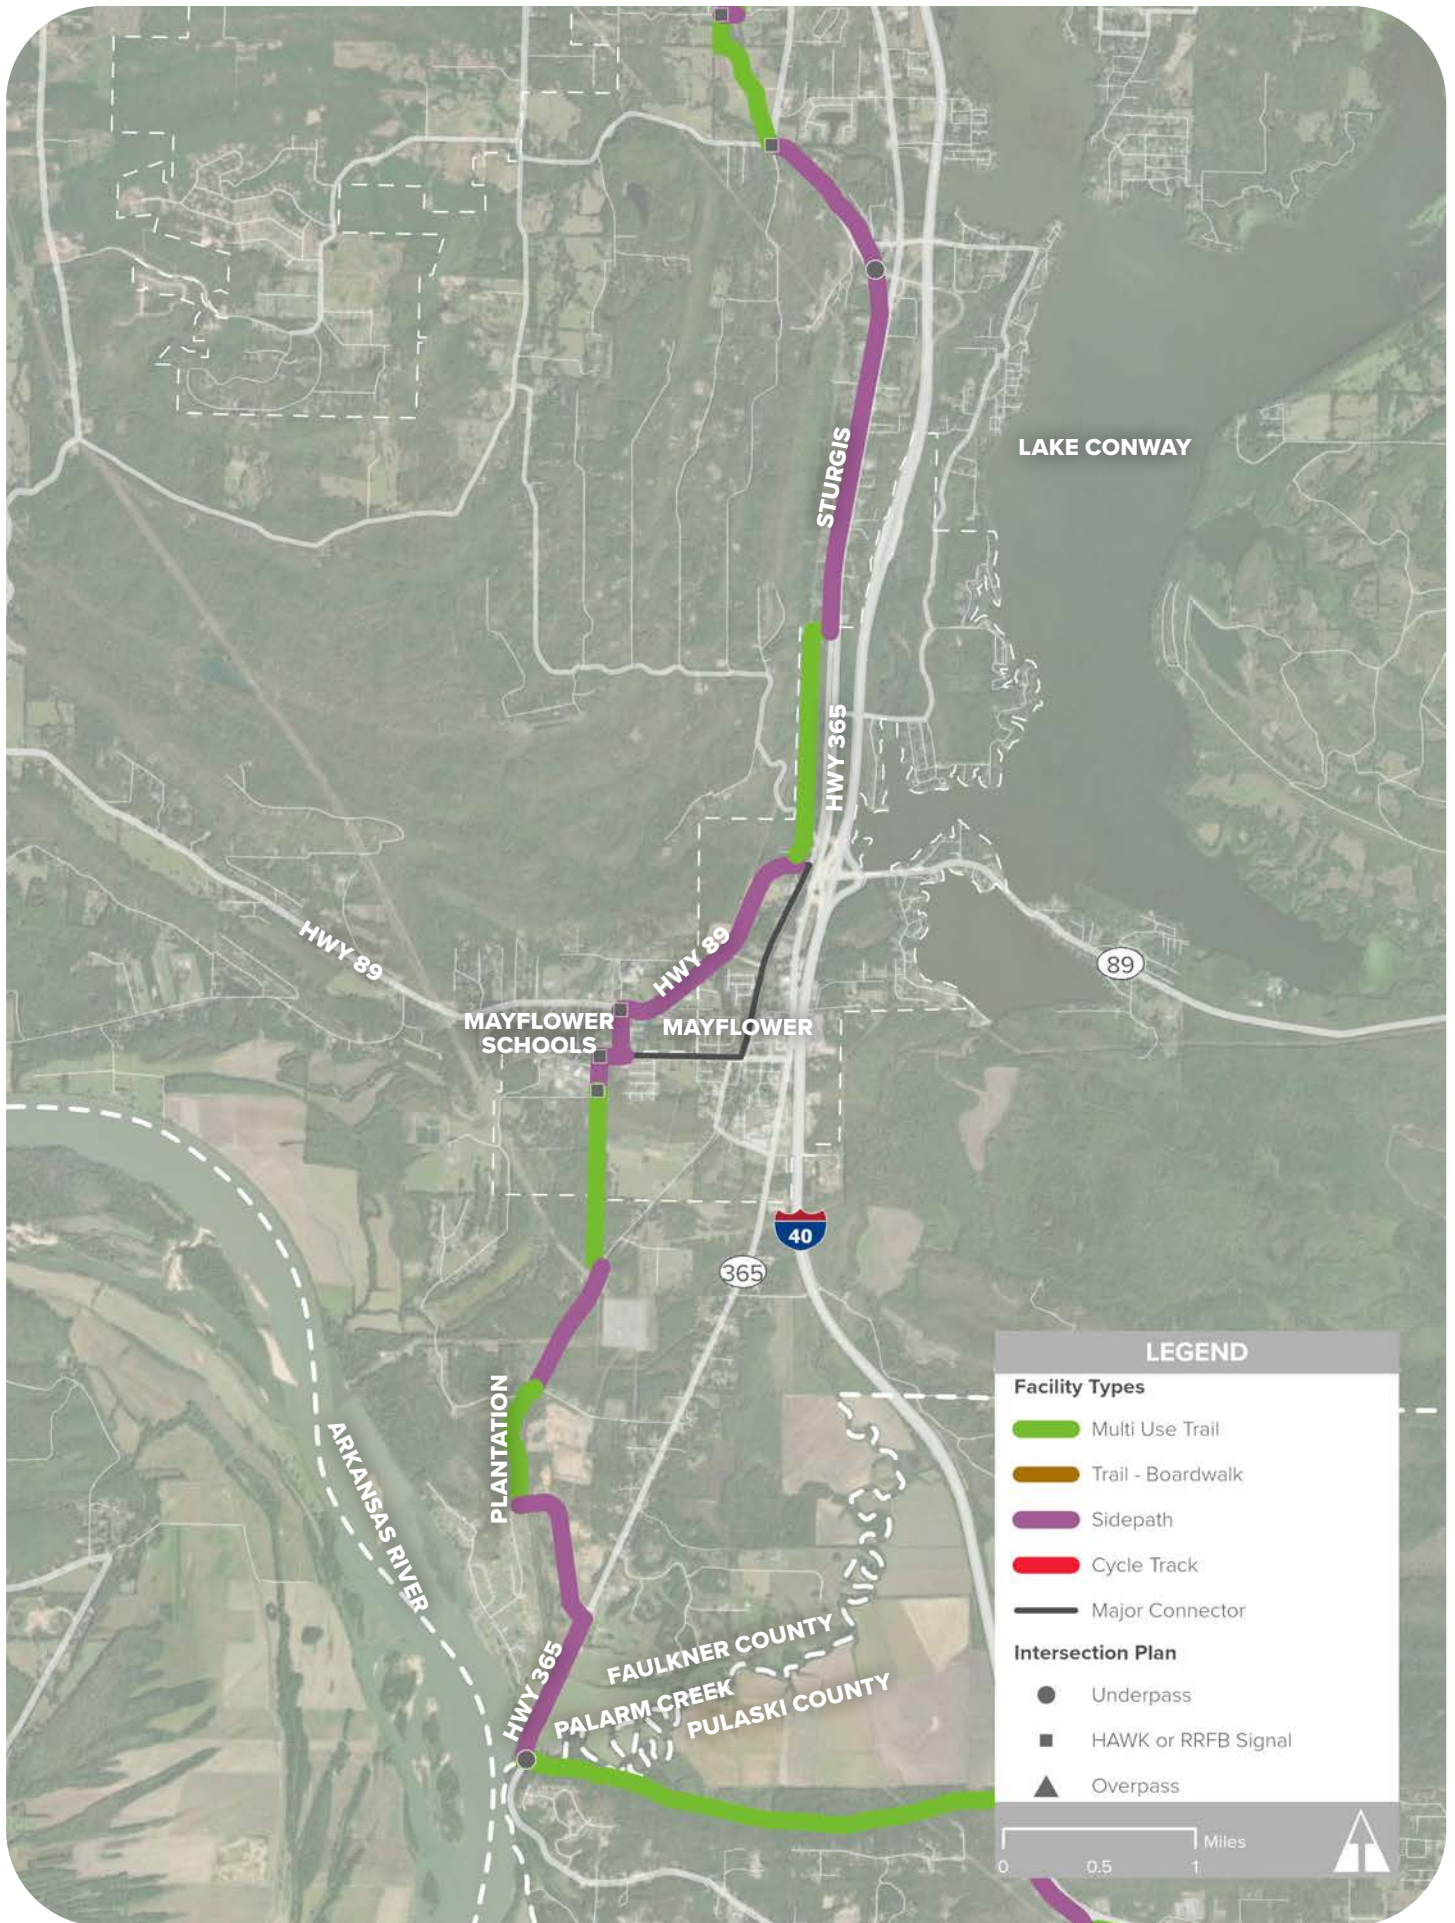 LAKE CONWAY
STURGIS
HWY 365
HWY 89
HWY 89
89
MAYFLOWER
SCHOOLS
MAYFLOWER
40
365
PLANTATION
ARKANSAS RIVER
HWY 365
FAULKNER COUNTY
PALARM CREEK
PULASKI COUNTY
LEGEND
Facility Types
Multi Use Trail
Trail - Boardwalk
Sidepath
Cycle Track
Major Connector
Intersection Plan
Underpass
HAWK or RRFB Signal
Overpass
Miles
0 0.5 1